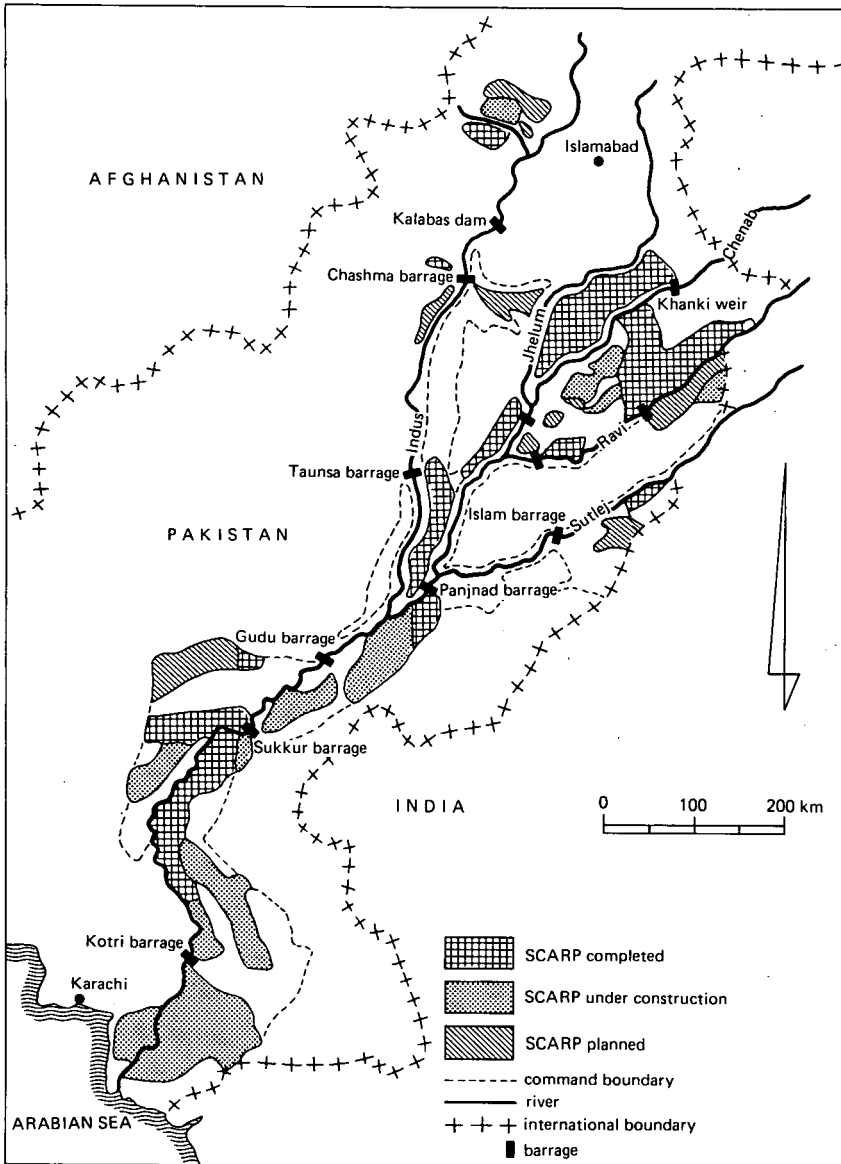 Islamabad
AFGHANISTAN
Kalabas dam
Chenab
Chashma barrage
Khanki weir
Jhelum
Indus
Ravi
Taunsa barrage
Islam barrage
Sutlej
PAKISTAN
Panjnad barrage
Gudu barrage
Sukkur barrage
INDIA
0 100 200 km
Kotri barrage
Karachi
ARABIAN SEA
SCARP completed
SCARP under construction
SCARP planned
command boundary
river
international boundary
barrage